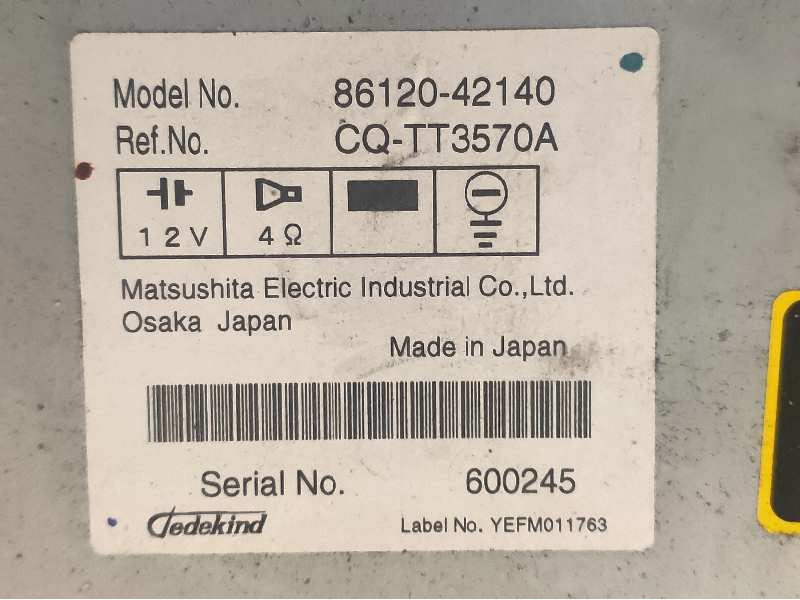 Model No. 86120-42140
Ref.No. CQ-TT3570A
12V 4Ω
Matsushita Electric Industrial Co.,Ltd.
Osaka Japan
Made in Japan
Serial No. 600245
Dedekind Label No. YEFM011763